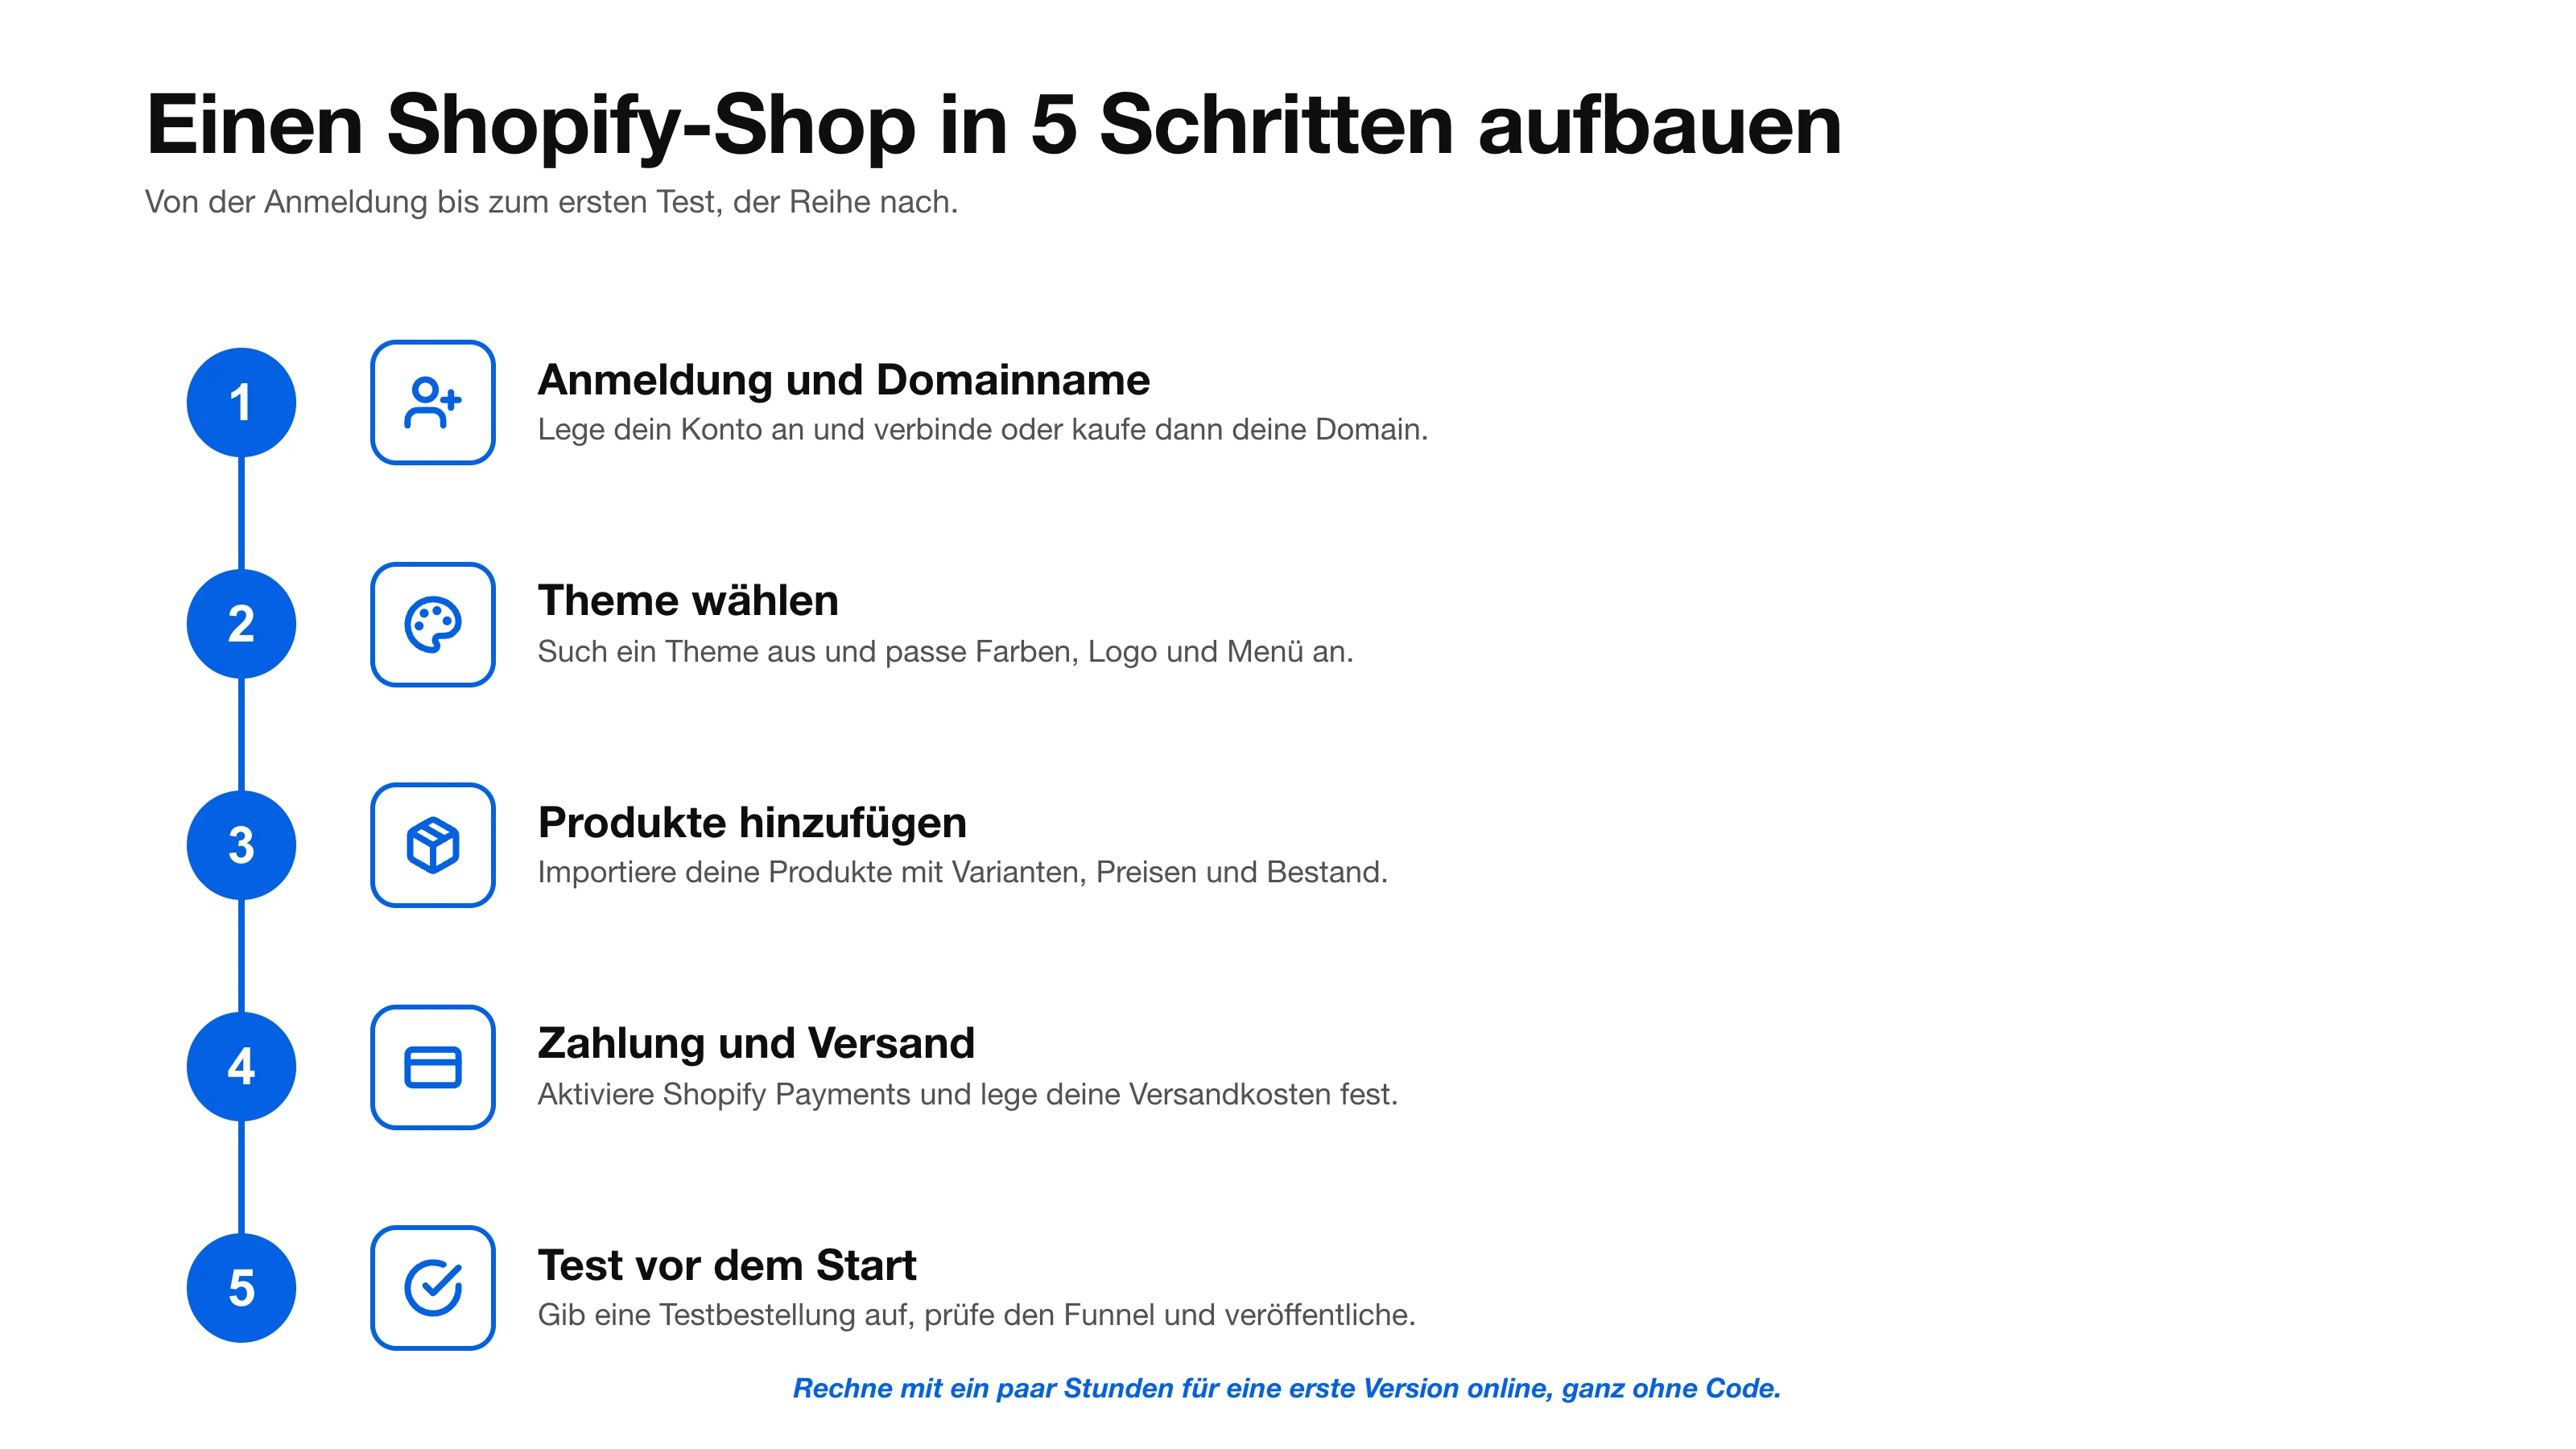 Einen Shopify-Shop in 5 Schritten aufbauen
Von der Anmeldung bis zum ersten Test, der Reihe nach.
1
Anmeldung und Domainname
Lege dein Konto an und verbinde oder kaufe dann deine Domain.
2
Theme wählen
Such ein Theme aus und passe Farben, Logo und Menü an.
3
Produkte hinzufügen
Importiere deine Produkte mit Varianten, Preisen und Bestand.
4
Zahlung und Versand
Aktiviere Shopify Payments und lege deine Versandkosten fest.
5
Test vor dem Start
Gib eine Testbestellung auf, prüfe den Funnel und veröffentliche.
Rechne mit ein paar Stunden für eine erste Version online, ganz ohne Code.